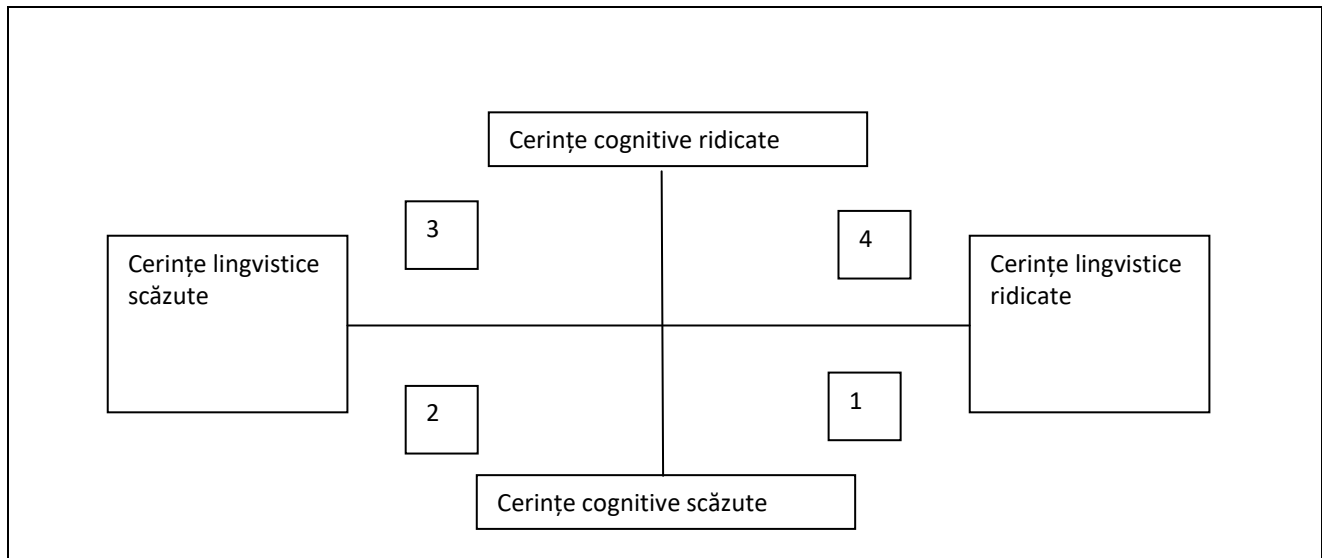 Cerințe cognitive ridicate
3
4
Cerințe lingvistice
scăzute
Cerințe lingvistice
ridicate
2
1
Cerințe cognitive scăzute